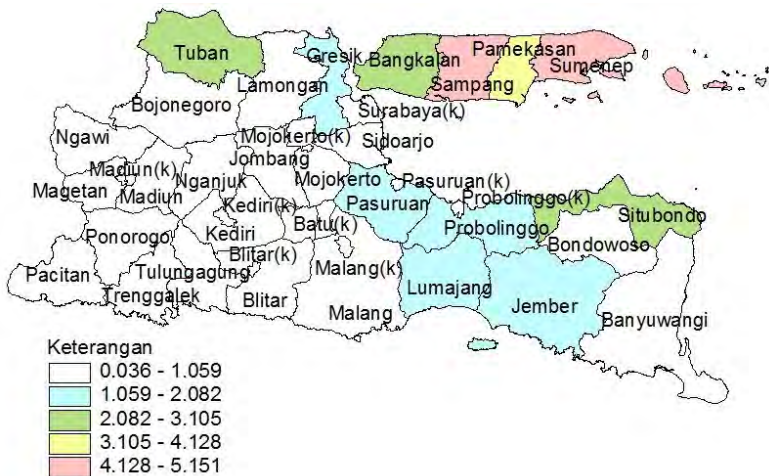 Tuban
Gresik
Bangkalan
Pamekasan
Lamongan
Sampang
Sumenep
Bojonegoro
Surabaya(k)
Ngawi
Mojokerto(k)
Sidoarjo
Jombang
Madiun(k)
Nganjuk
Mojokerto
Pasuruan(k)
Magetan
Madiun
Kediri(k)
Pasuruan
Probolinggo(k)
Situbondo
Ponorogo
Kediri
Batu(k)
Probolinggo
Bondowoso
Blitar(k)
Pacitan
Tulungagung
Malang(k)
Lumajang
Trenggalek
Blitar
Malang
Jember
Banyuwangi
Keterangan
0.036 - 1.059
1.059 - 2.082
2.082 - 3.105
3.105 - 4.128
4.128 - 5.151